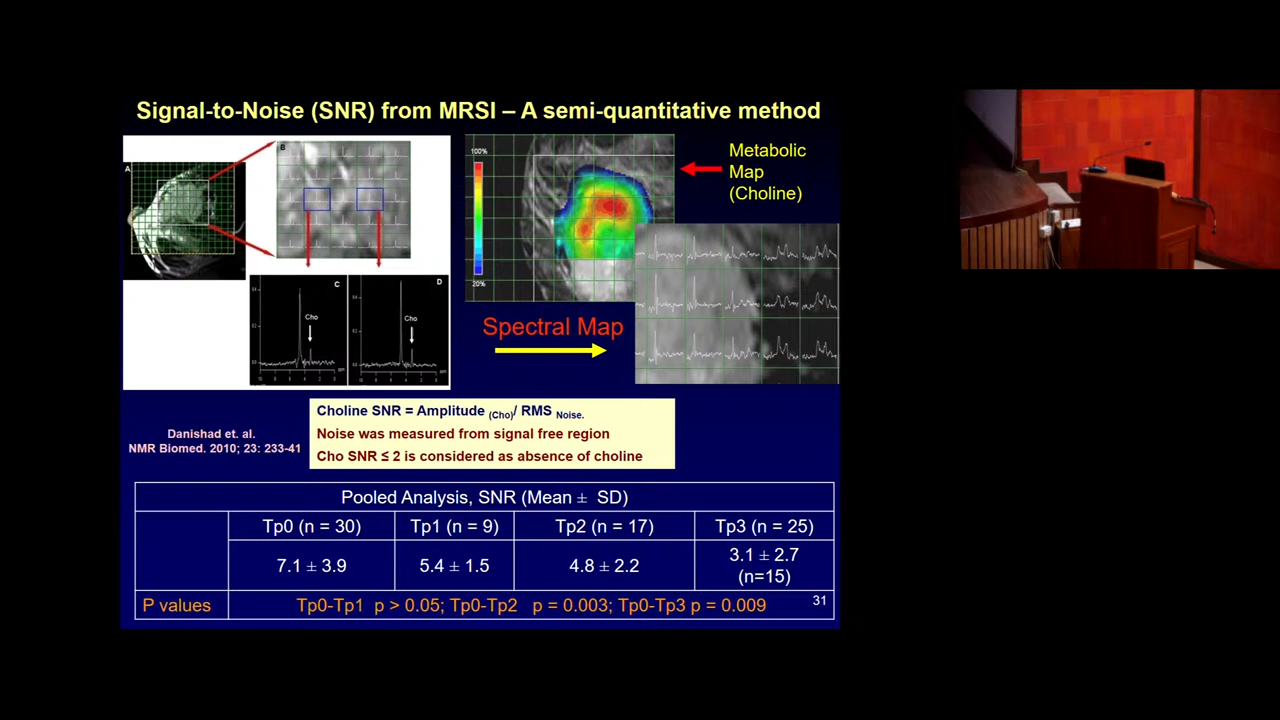 Signal-to-Noise (SNR) from MRSI – A semi-quantitative method
A
B
C
D
Cho
Cho
100%
20%
Metabolic
Map
(Choline)
Spectral Map
Danishad et. al.
NMR Biomed. 2010; 23: 233-41
Choline SNR = Amplitude (Cho)/ RMS Noise.
Noise was measured from signal free region
Cho SNR ≤ 2 is considered as absence of choline
Pooled Analysis, SNR (Mean ± SD)
Tp0 (n = 30) Tp1 (n = 9) Tp2 (n = 17) Tp3 (n = 25)
7.1 ± 3.9 5.4 ± 1.5 4.8 ± 2.2 3.1 ± 2.7
(n=15)
P values Tp0-Tp1 p > 0.05; Tp0-Tp2 p = 0.003; Tp0-Tp3 p = 0.009
31